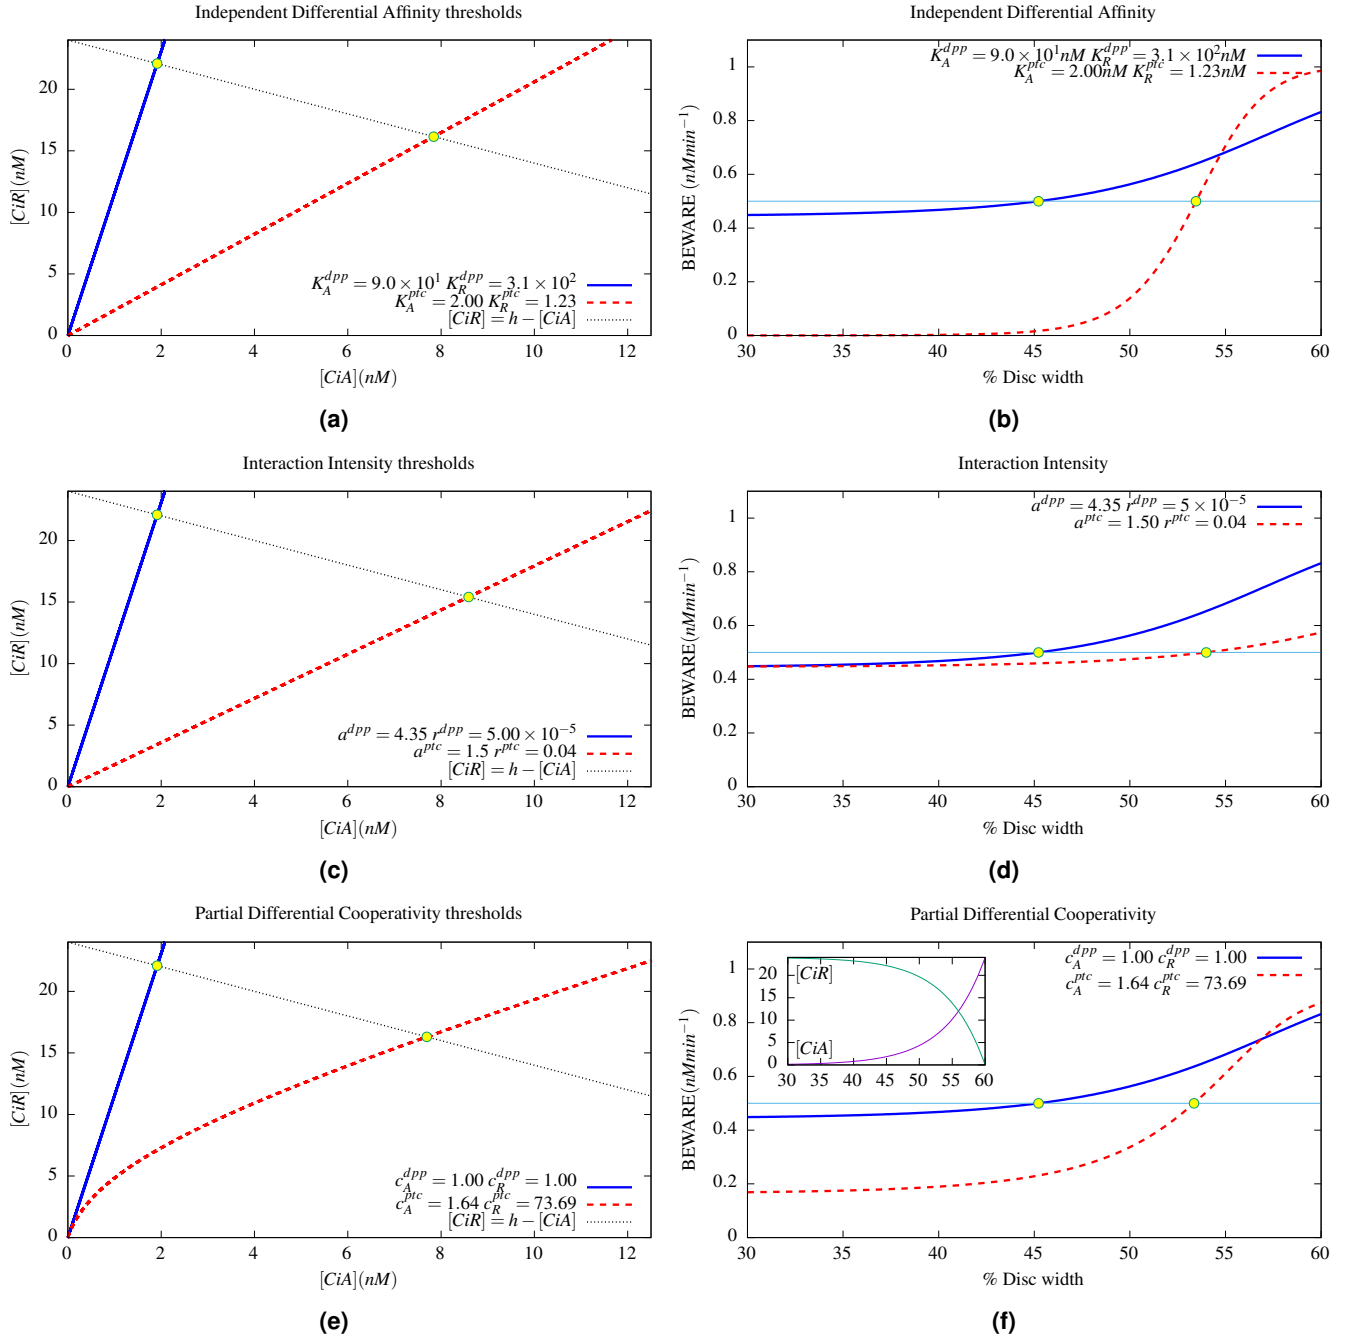 Independent Differential Affinity thresholds
[CiR](nM)
20
15
10
5
0
K_A^{dpp} = 9.0 × 10^1 K_R^{dpp} = 3.1 × 10^2
K_A^{ptc} = 2.00 K_R^{ptc} = 1.23
[CiR] = h − [CiA]
0 2 4 6 8 10 12
[CiA](nM)
(a)
Independent Differential Affinity
BEWARE (nMmin^{−1})
1
0.8
0.6
0.4
0.2
0
K_A^{dpp} = 9.0 × 10^1 nM K_R^{dpp} = 3.1 × 10^2 nM
K_A^{ptc} = 2.00nM K_R^{ptc} = 1.23nM
30 35 40 45 50 55 60
% Disc width
(b)
Interaction Intensity thresholds
[CiR](nM)
20
15
10
5
0
a^{dpp} = 4.35 r^{dpp} = 5.00 × 10^{−5}
a^{ptc} = 1.5 r^{ptc} = 0.04
[CiR] = h − [CiA]
0 2 4 6 8 10 12
[CiA](nM)
(c)
Interaction Intensity
BEWARE(nMmin^{−1})
1
0.8
0.6
0.4
0.2
0
a^{dpp} = 4.35 r^{dpp} = 5 × 10^{−5}
a^{ptc} = 1.50 r^{ptc} = 0.04
30 35 40 45 50 55 60
% Disc width
(d)
Partial Differential Cooperativity thresholds
[CiR](nM)
20
15
10
5
0
c_A^{dpp} = 1.00 c_R^{dpp} = 1.00
c_A^{ptc} = 1.64 c_R^{ptc} = 73.69
[CiR] = h − [CiA]
0 2 4 6 8 10 12
[CiA](nM)
(e)
Partial Differential Cooperativity
BEWARE(nMmin^{−1})
1
0.8
0.6
0.4
0.2
0
c_A^{dpp} = 1.00 c_R^{dpp} = 1.00
c_A^{ptc} = 1.64 c_R^{ptc} = 73.69
[CiR]
[CiA]
20
15
10
5
0
30 35 40 45 50 55 60
30 35 40 45 50 55 60
% Disc width
(f)